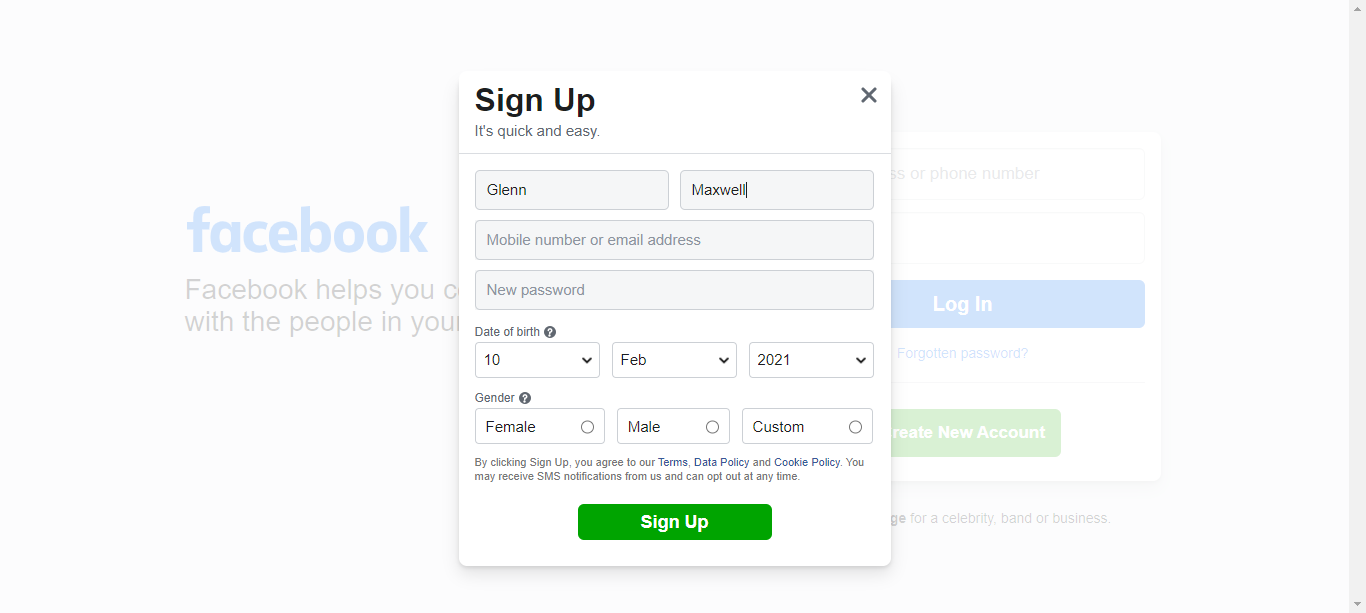 Sign Up
It's quick and easy.
Glenn Maxwell
Mobile number or email address
New password
Date of birth ?
10 Feb 2021
Gender ?
Female Male Custom
By clicking Sign Up, you agree to our Terms, Data Policy and Cookie Policy. You
may receive SMS notifications from us and can opt out at any time.
Sign Up
facebook
Facebook helps you
with the people in your
or phone number
Log In
Forgotten password?
New Account
for a celebrity, band or business.